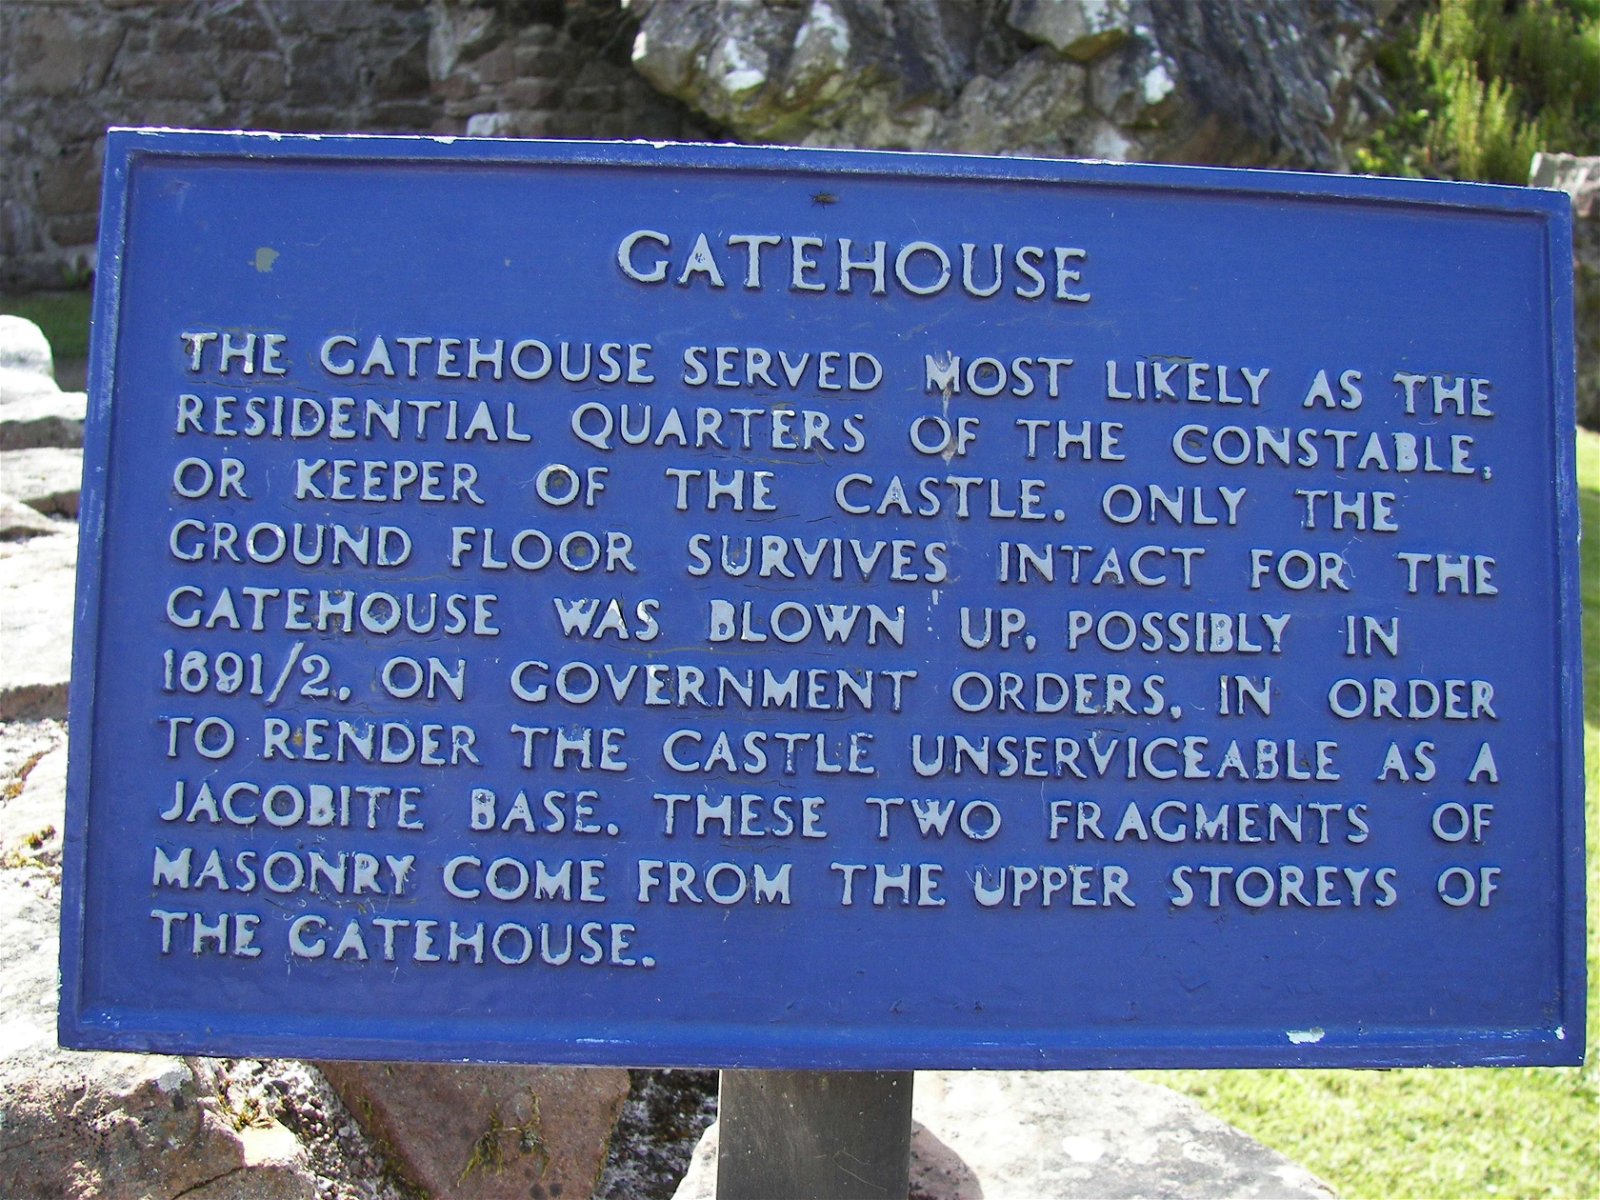 GATEHOUSE
THE GATEHOUSE SERVED MOST LIKELY AS THE
RESIDENTIAL QUARTERS OF THE CONSTABLE,
OR KEEPER OF THE CASTLE. ONLY THE
GROUND FLOOR SURVIVES INTACT FOR THE
GATEHOUSE WAS BLOWN UP, POSSIBLY IN
1691/2, ON GOVERNMENT ORDERS, IN ORDER
TO RENDER THE CASTLE UNSERVICEABLE AS A
JACOBITE BASE. THESE TWO FRAGMENTS OF
MASONRY COME FROM THE UPPER STOREYS OF
THE GATEHOUSE.